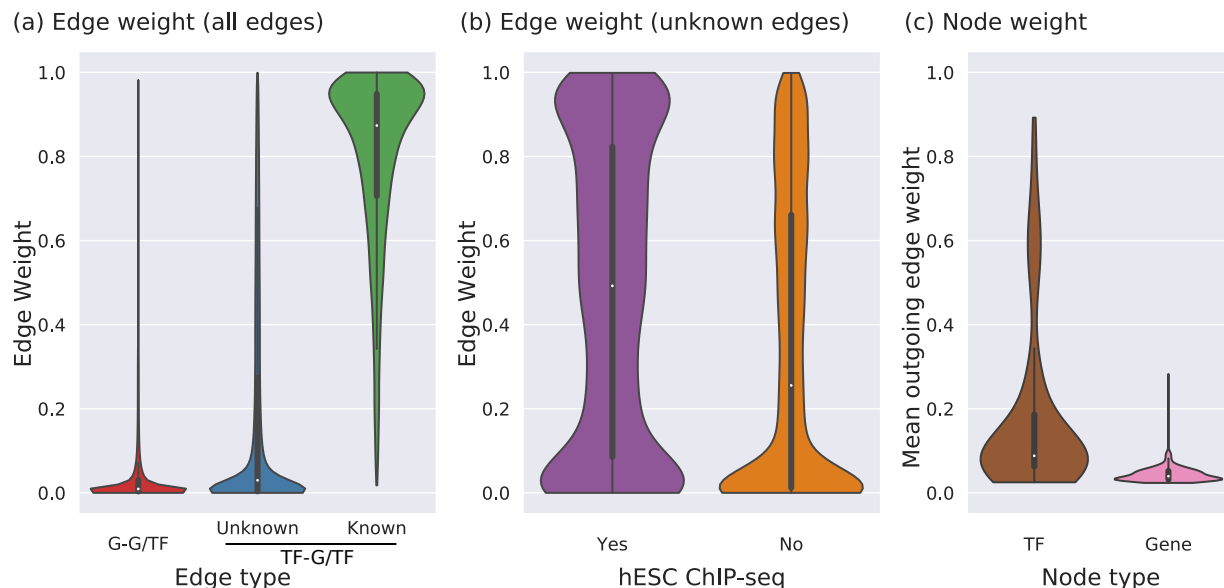 (a) Edge weight (all edges)
1.0
0.8
0.6
0.4
0.2
0.0
Edge Weight
G-G/TF
Unknown
Known
TF-G/TF
Edge type
(b) Edge weight (unknown edges)
1.0
0.8
0.6
0.4
0.2
0.0
Edge Weight
Yes
No
hESC ChIP-seq
(c) Node weight
1.0
0.8
0.6
0.4
0.2
0.0
Mean outgoing edge weight
TF
Gene
Node type